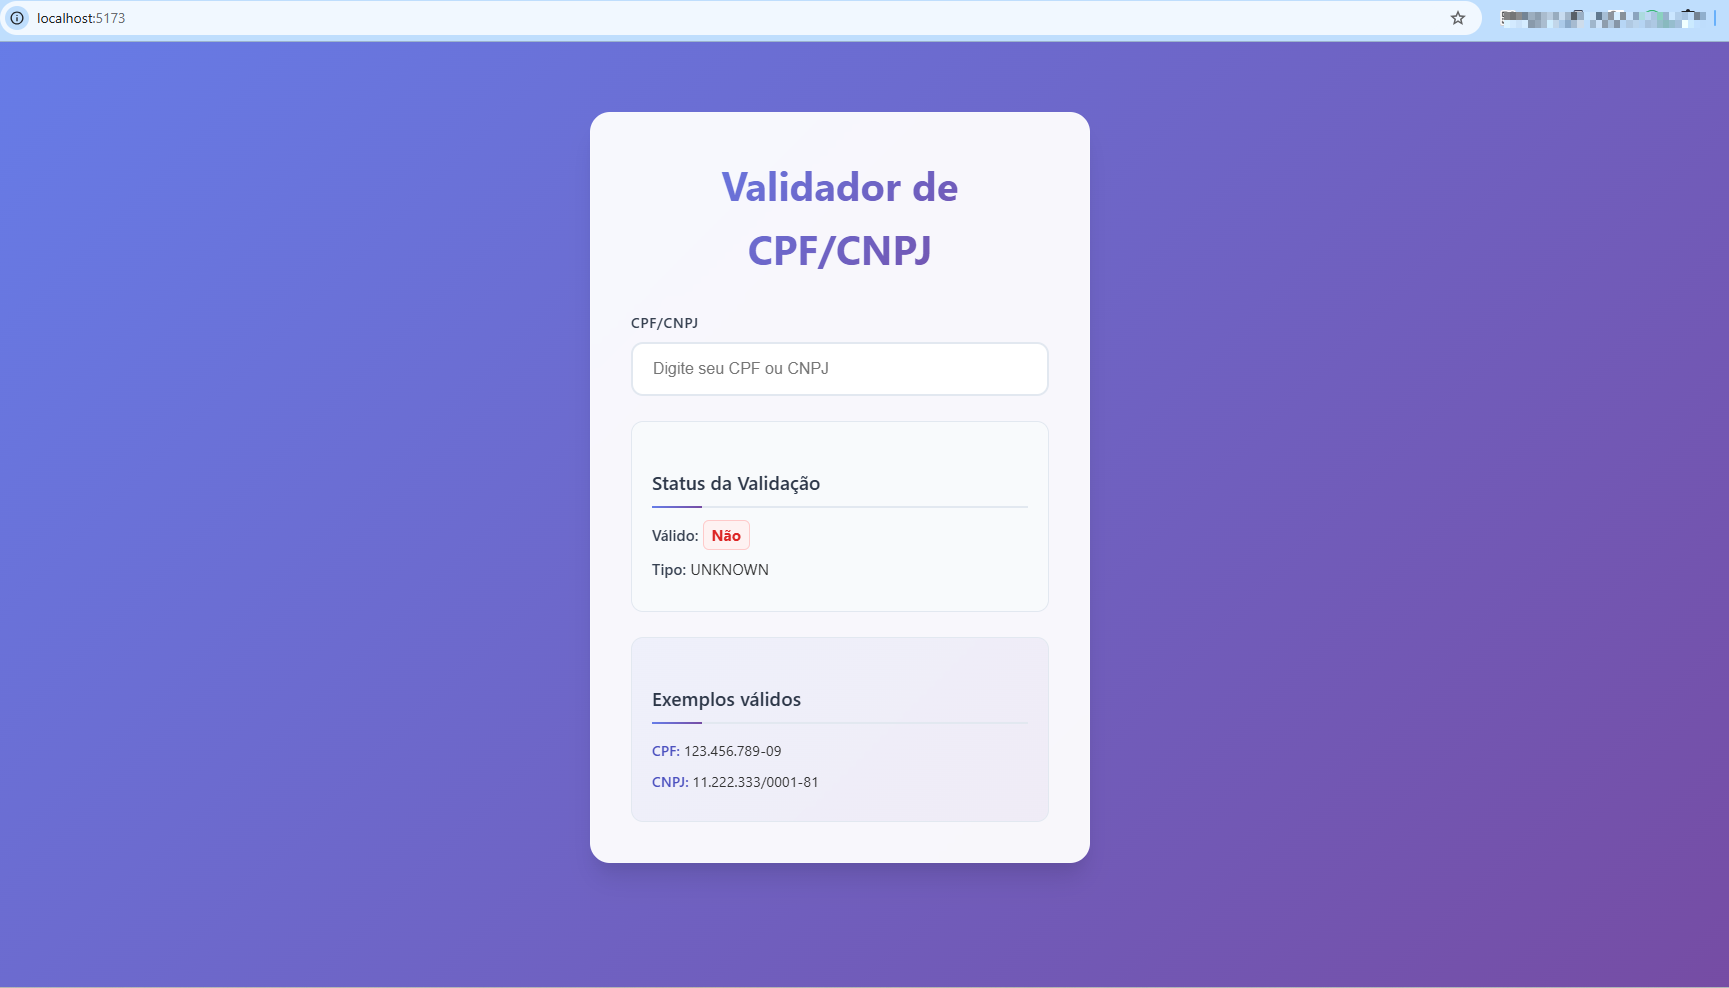 localhost:5173
Validador de
CPF/CNPJ
CPF/CNPJ
Digite seu CPF ou CNPJ
Status da Validação
Válido: Não
Tipo: UNKNOWN
Exemplos válidos
CPF: 123.456.789-09
CNPJ: 11.222.333/0001-81